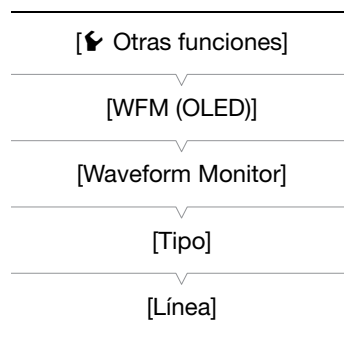 [Otras funciones]
[WFM (OLED)]
[Waveform Monitor]
[Tipo]
[Línea]